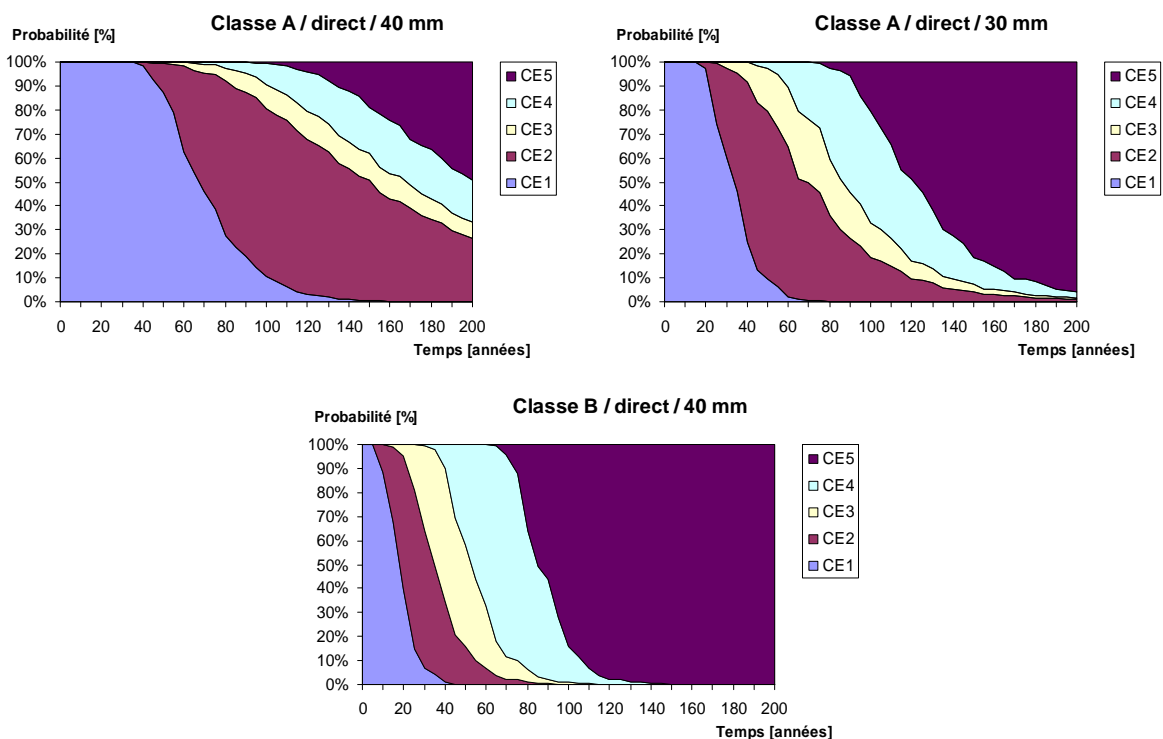 Classe A / direct / 40 mm
Probabilité [%]
100%
90%
80%
70%
60%
50%
40%
30%
20%
10%
0%
0 20 40 60 80 100 120 140 160 180 200
Temps [années]
CE5
CE4
CE3
CE2
CE1
Classe A / direct / 30 mm
Probabilité [%]
100%
90%
80%
70%
60%
50%
40%
30%
20%
10%
0%
0 20 40 60 80 100 120 140 160 180 200
Temps [années]
CE5
CE4
CE3
CE2
CE1
Classe B / direct / 40 mm
Probabilité [%]
100%
90%
80%
70%
60%
50%
40%
30%
20%
10%
0%
0 20 40 60 80 100 120 140 160 180 200
Temps [années]
CE5
CE4
CE3
CE2
CE1